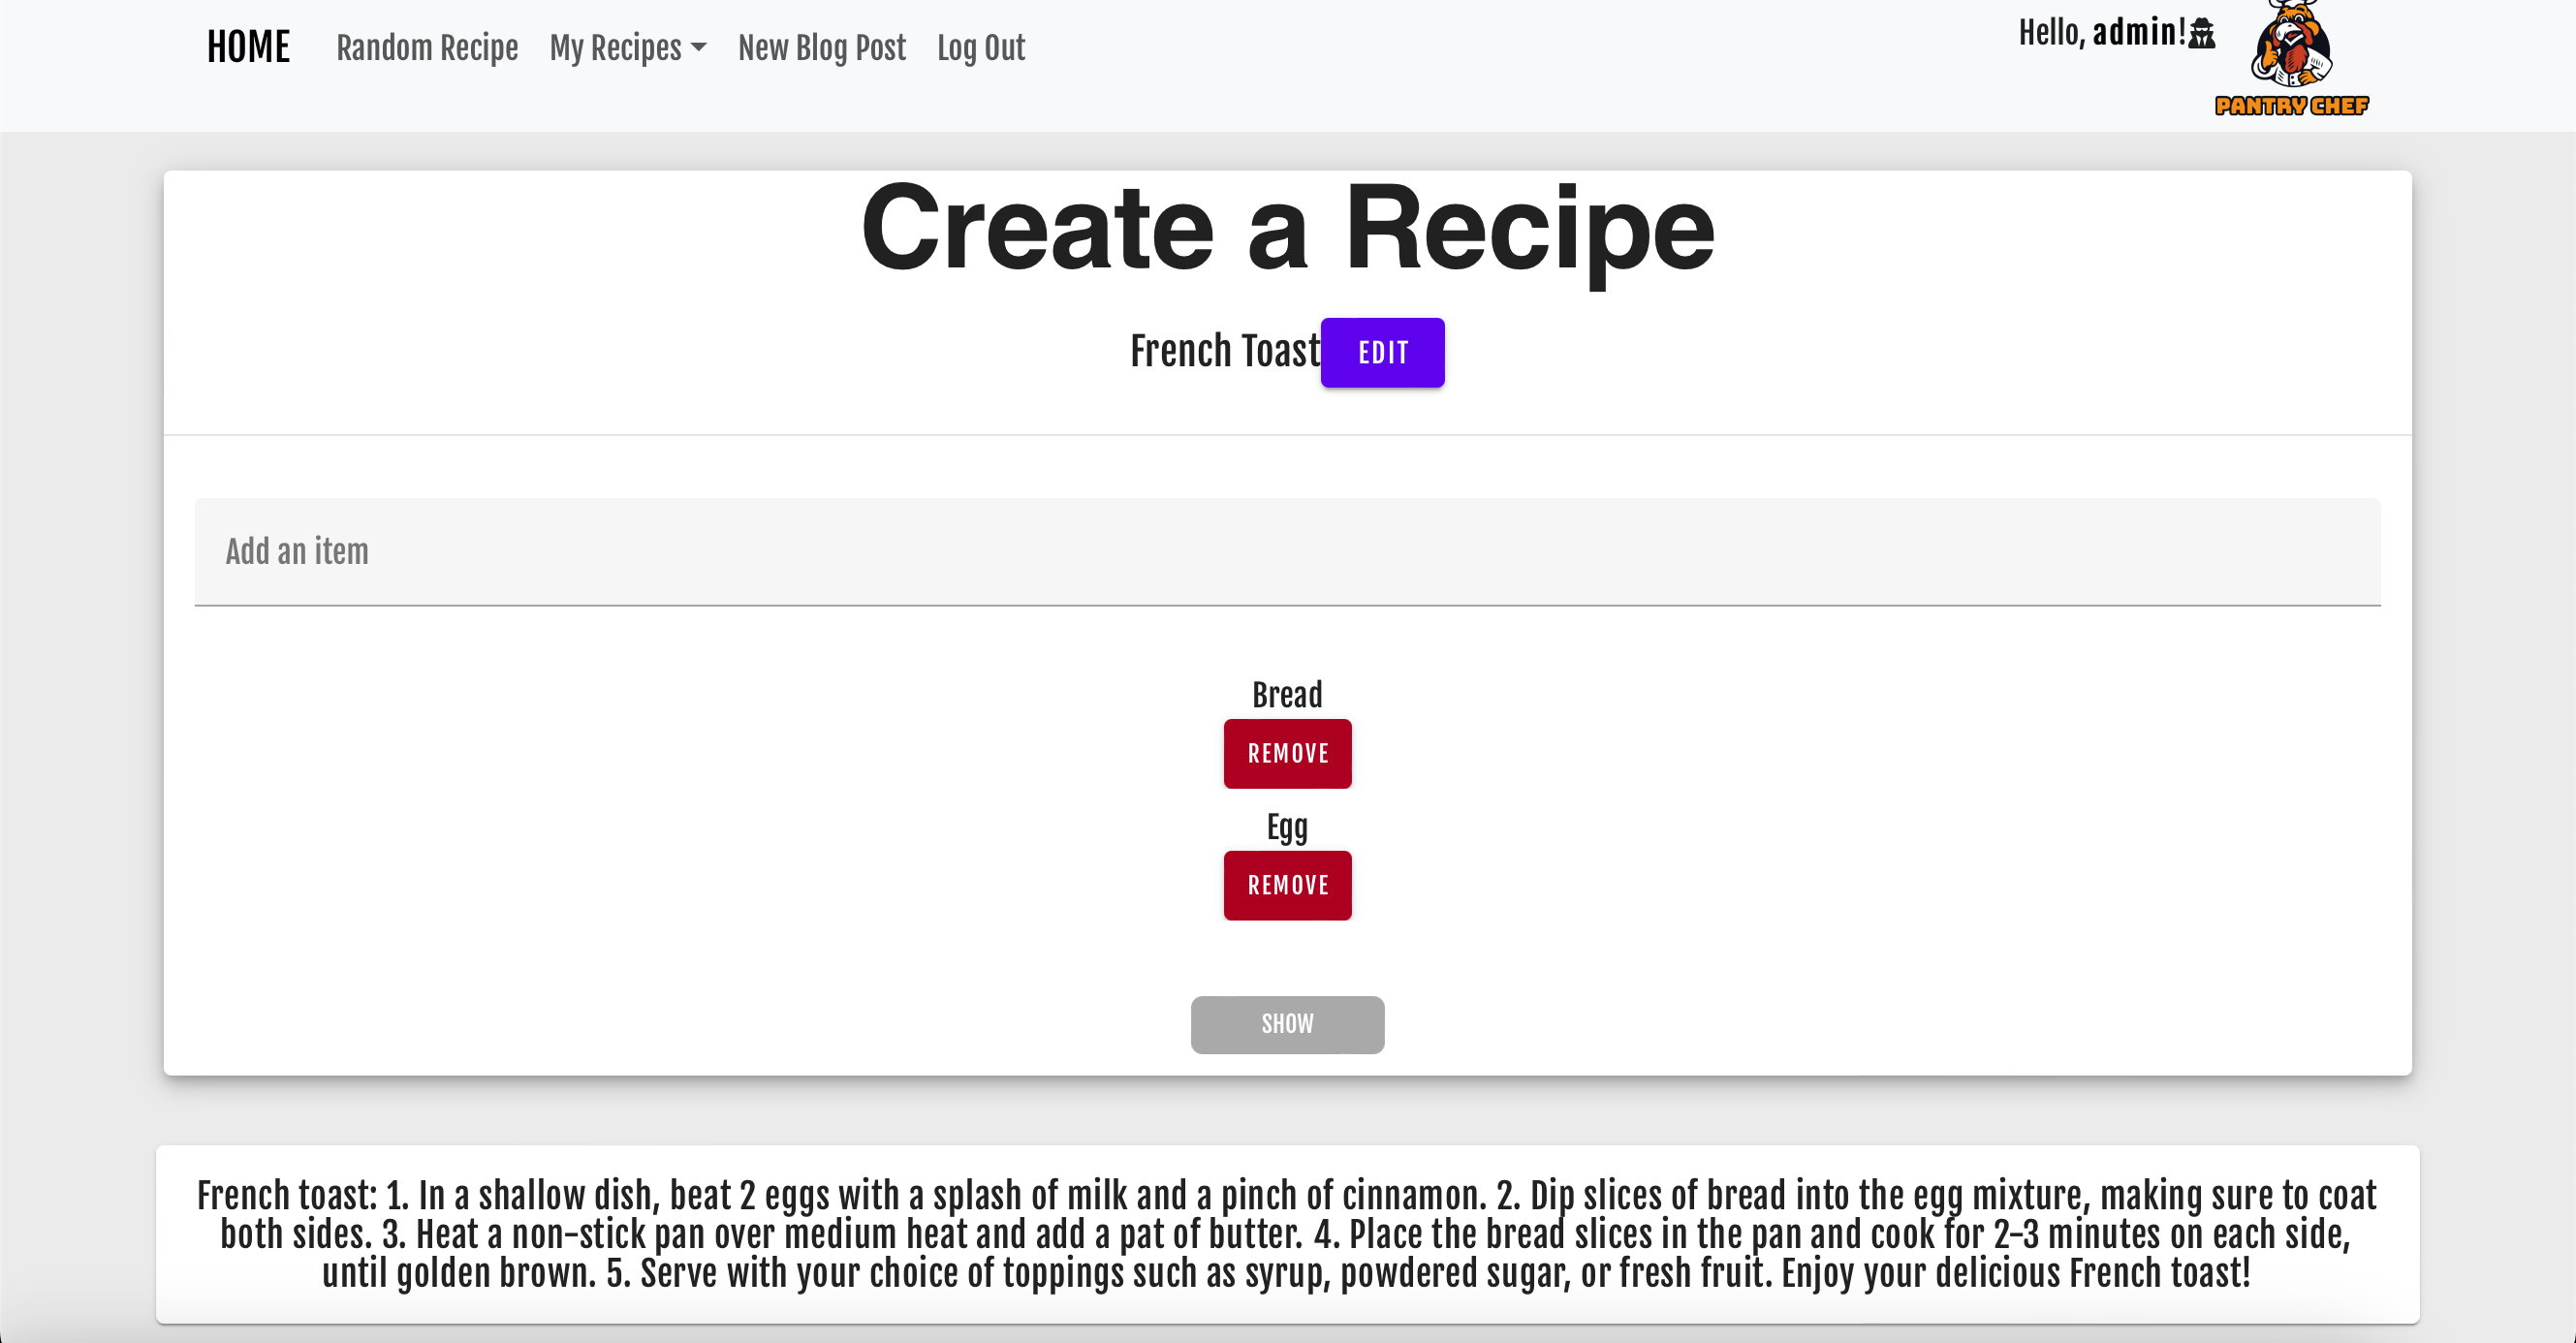 HOME Random Recipe My Recipes New Blog Post Log Out
Hello, admin!
PANTRY CHEF
Create a Recipe
French Toast EDIT
Add an item
Bread
REMOVE
Egg
REMOVE
SHOW
French toast: 1. In a shallow dish, beat 2 eggs with a splash of milk and a pinch of cinnamon. 2. Dip slices of bread into the egg mixture, making sure to coat
both sides. 3. Heat a non-stick pan over medium heat and add a pat of butter. 4. Place the bread slices in the pan and cook for 2-3 minutes on each side,
until golden brown. 5. Serve with your choice of toppings such as syrup, powdered sugar, or fresh fruit. Enjoy your delicious French toast!